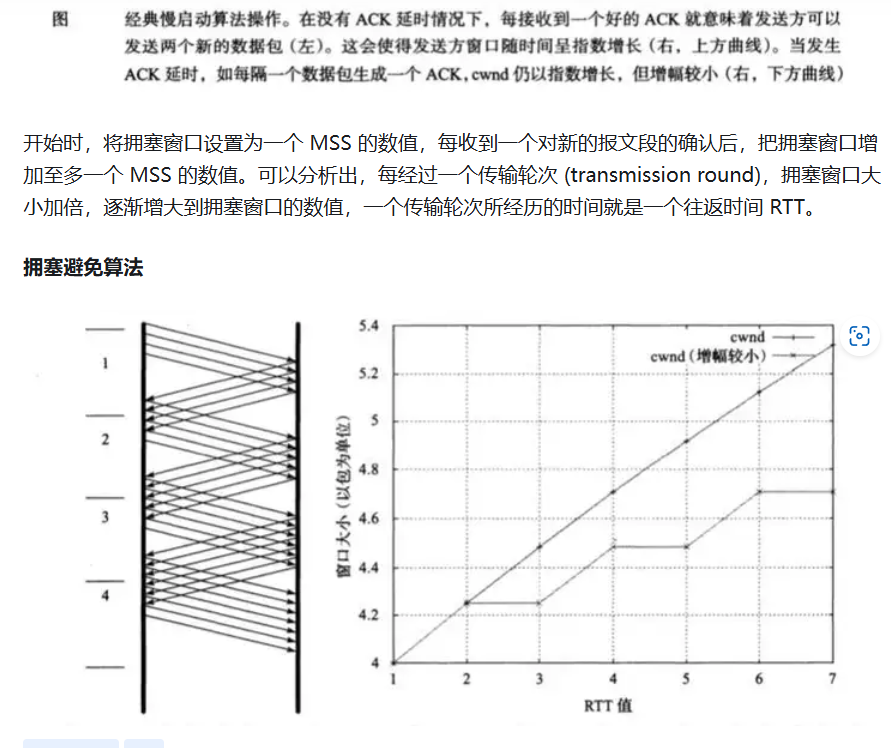 图 经典慢启动算法操作。在没有 ACK 延时情况下，每接收到一个好的 ACK 就意味着发送方可以
发送两个新的数据包（左）。这会使得发送方窗口随时间呈指数增长（右，上方曲线）。当发生
ACK 延时，如每隔一个数据包生成一个 ACK，cwnd 仍以指数增长，但增幅较小（右，下方曲线）
开始时，将拥塞窗口设置为一个 MSS 的数值，每收到一个对新的报文段的确认后，把拥塞窗口增
加至多一个 MSS 的数值。可以分析出，每经过一个传输轮次 (transmission round)，拥塞窗口大
小加倍，逐渐增大到拥塞窗口的数值，一个传输轮次所经历的时间就是一个往返时间 RTT。
拥塞避免算法
1
2
3
4
窗口大小（以包为单位）
5.4
5.2
5
4.8
4.6
4.4
4.2
4
cwnd
cwnd（增幅较小）
1 2 3 4 5 6 7
RTT 值